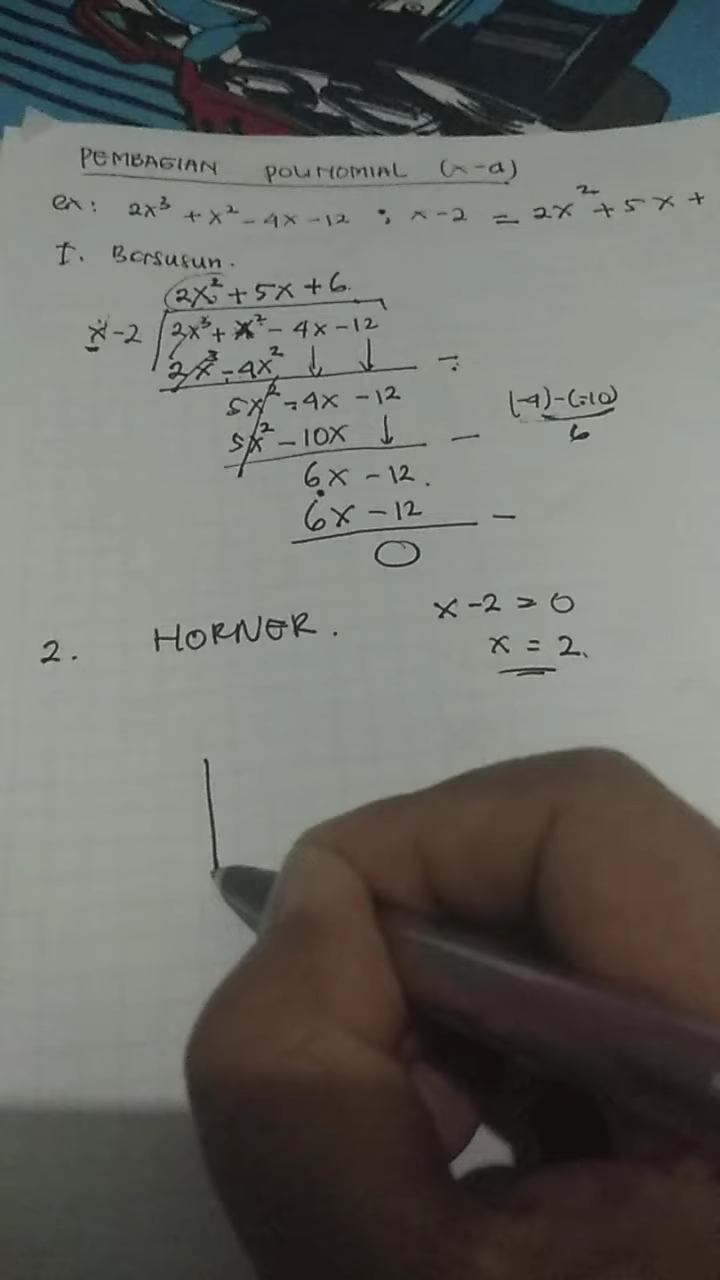 PEMBAGIAN POLINOMIAL (x-a)
ex: 2x³ + x² - 4x - 12 : x-2 = 2x² + 5x +
I. Bersusun.
2x² + 5x + 6
x-2 2x³ + x² - 4x - 12
2x³ - 4x² -
5x² - 4x - 12
5x² - 10x -
(-4)-(-10)
6
6x - 12.
6x - 12 -
0
2. HORNER.
x-2 = 0
x = 2.